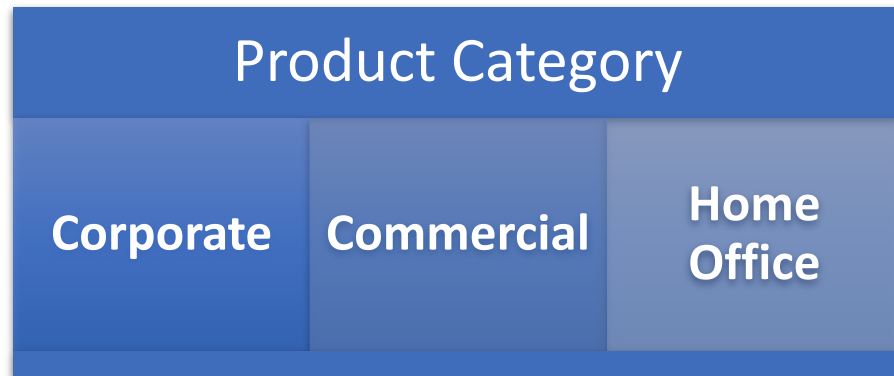 Product Category
Corporate
Commercial
Home
Office